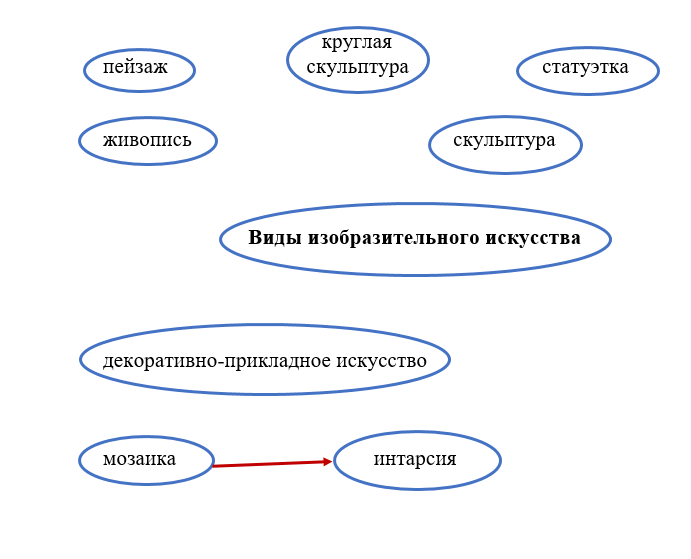 круглая
скульптура
пейзаж
статуэтка
живопись
скульптура
Виды изобразительного искусства
декоративно-прикладное искусство
мозаика
интарсия